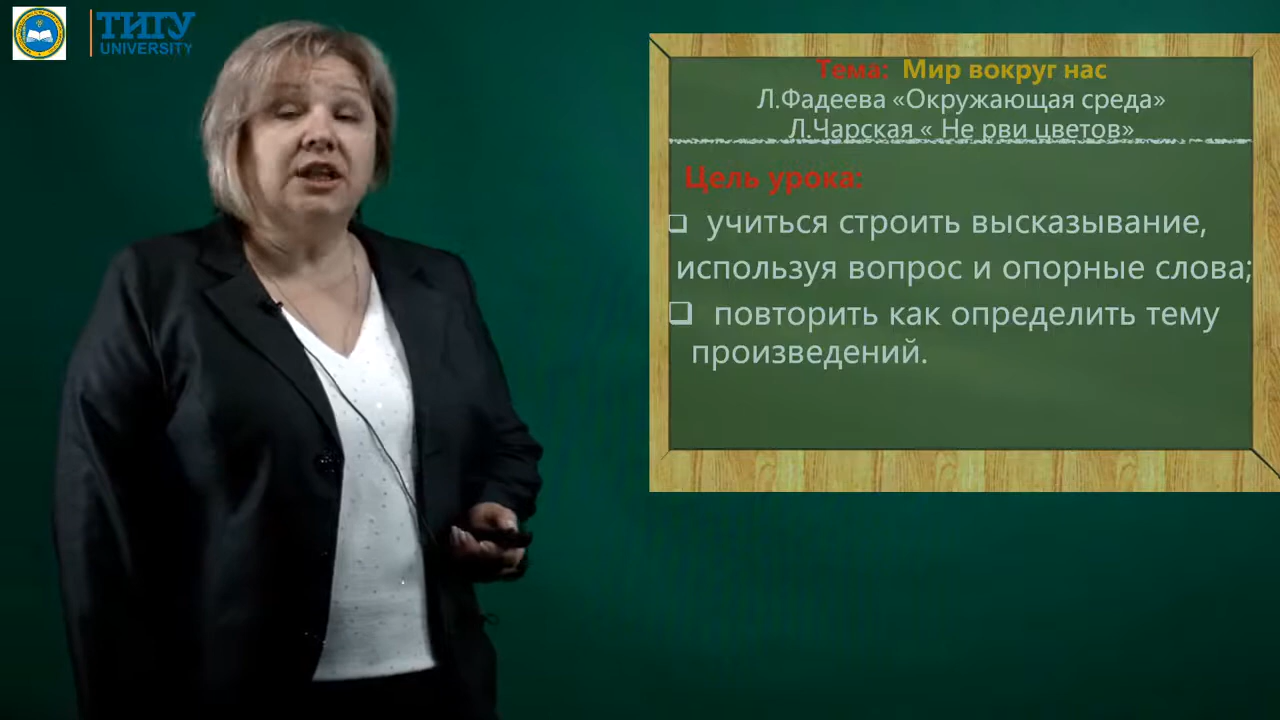 ТИГУ
UNIVERSITY
Тема: Мир вокруг нас
Л.Фадеева «Окружающая среда»
Л.Чарская « Не рви цветов»
Цель урока:
учиться строить высказывание,
используя вопрос и опорные слова;
повторить как определить тему
произведений.